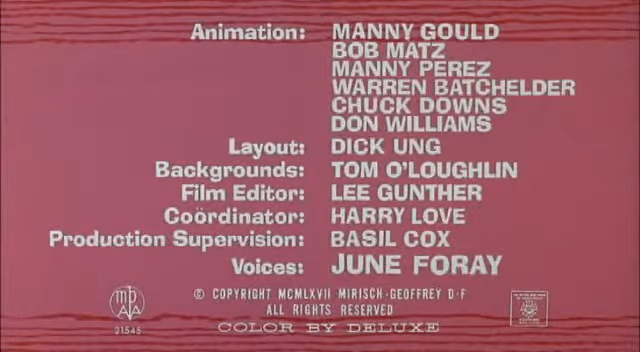 Animation: MANNY GOULD
BOB MATZ
MANNY PEREZ
WARREN BATCHELDER
CHUCK DOWNS
DON WILLIAMS
Layout: DICK UNG
Backgrounds: TOM O'LOUGHLIN
Film Editor: LEE GUNTHER
Coördinator: HARRY LOVE
Production Supervision: BASIL COX
Voices: JUNE FORAY
© COPYRIGHT MCMLXVII MIRISCH-GEOFFREY D-F
ALL RIGHTS RESERVED
COLOR BY DELUXE
MPAA
21545